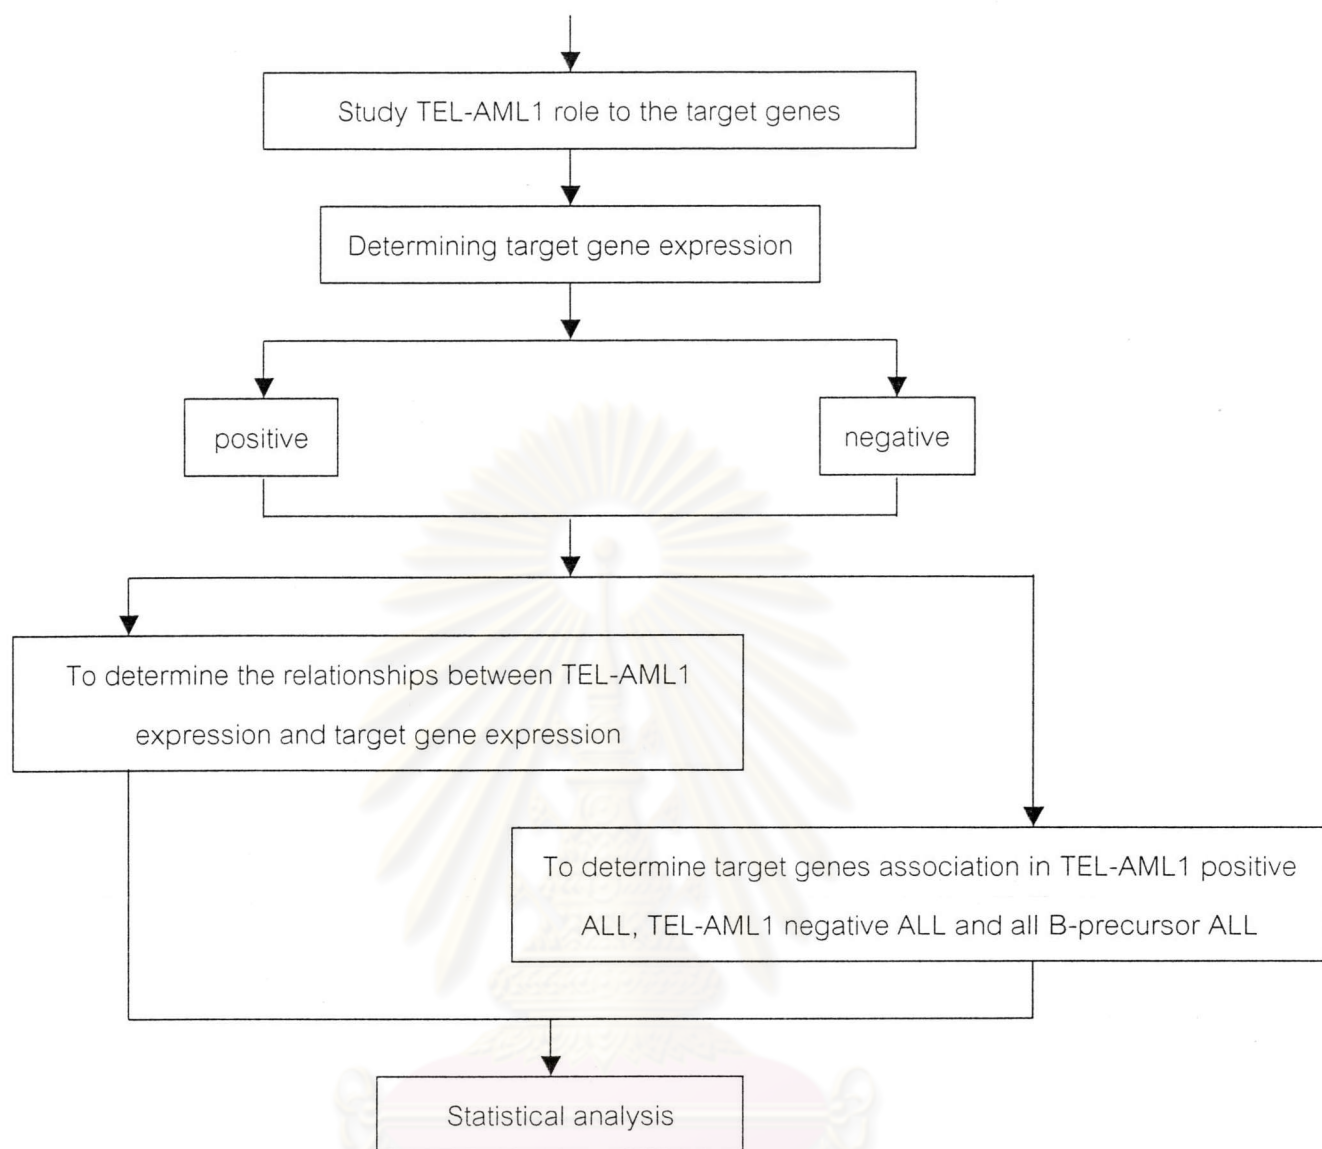 Study TEL-AML1 role to the target genes
Determining target gene expression
positive
negative
To determine the relationships between TEL-AML1
expression and target gene expression
To determine target genes association in TEL-AML1 positive
ALL, TEL-AML1 negative ALL and all B-precursor ALL
Statistical analysis